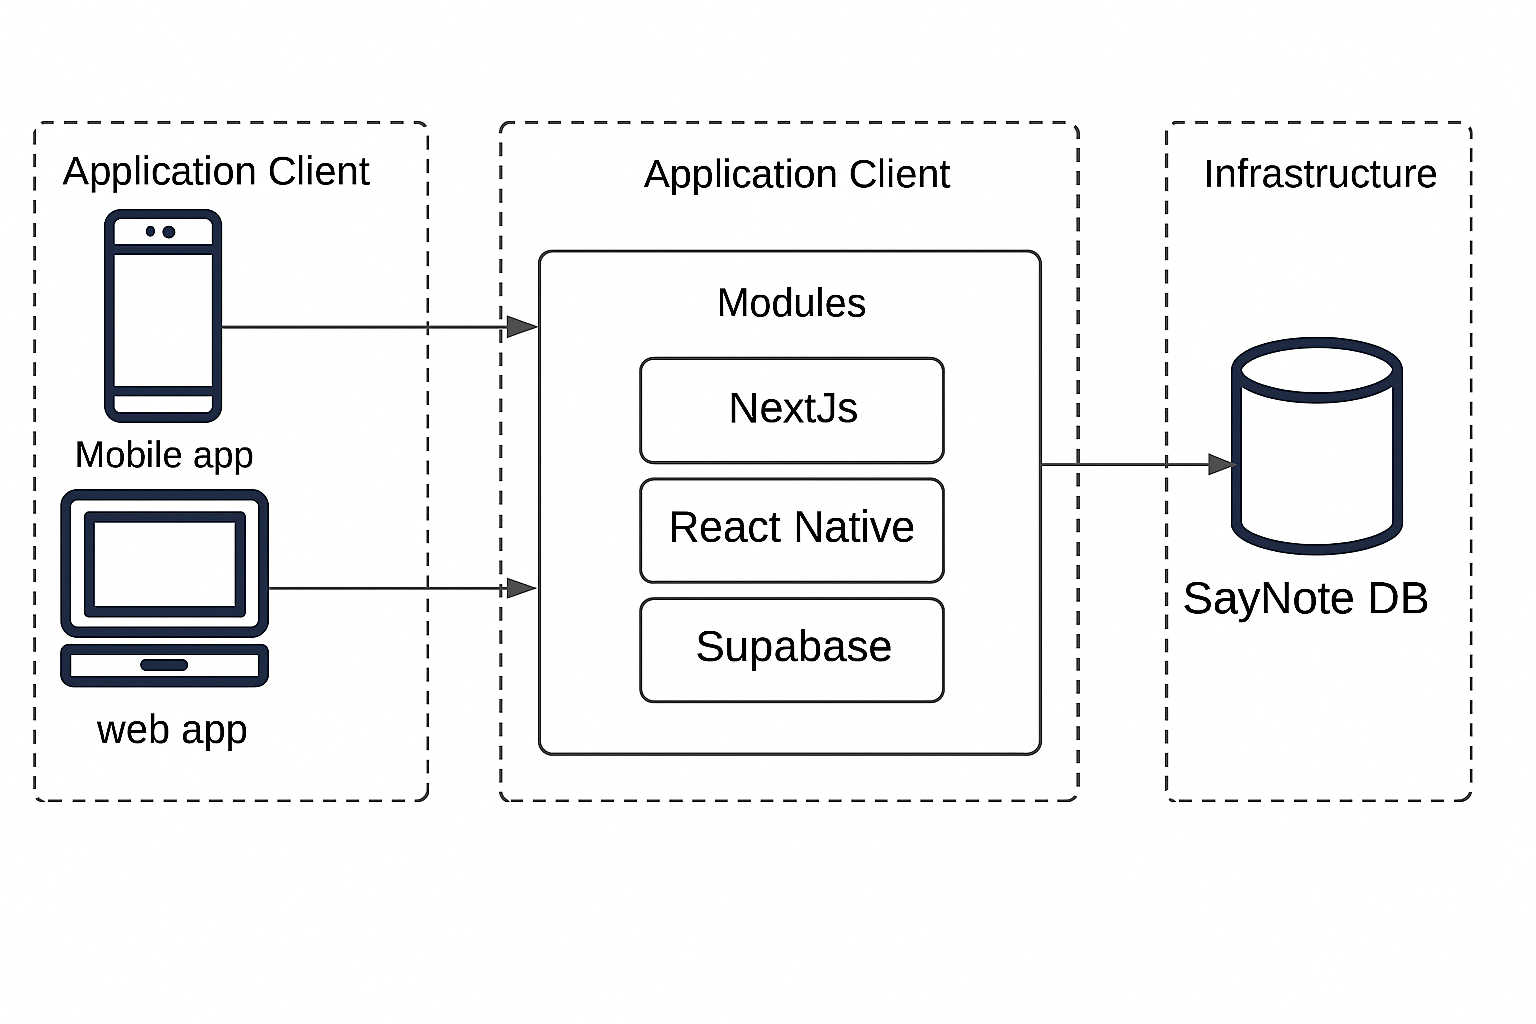 Application Client
Mobile app
web app
Application Client
Modules
NextJs
React Native
Supabase
Infrastructure
SayNote DB